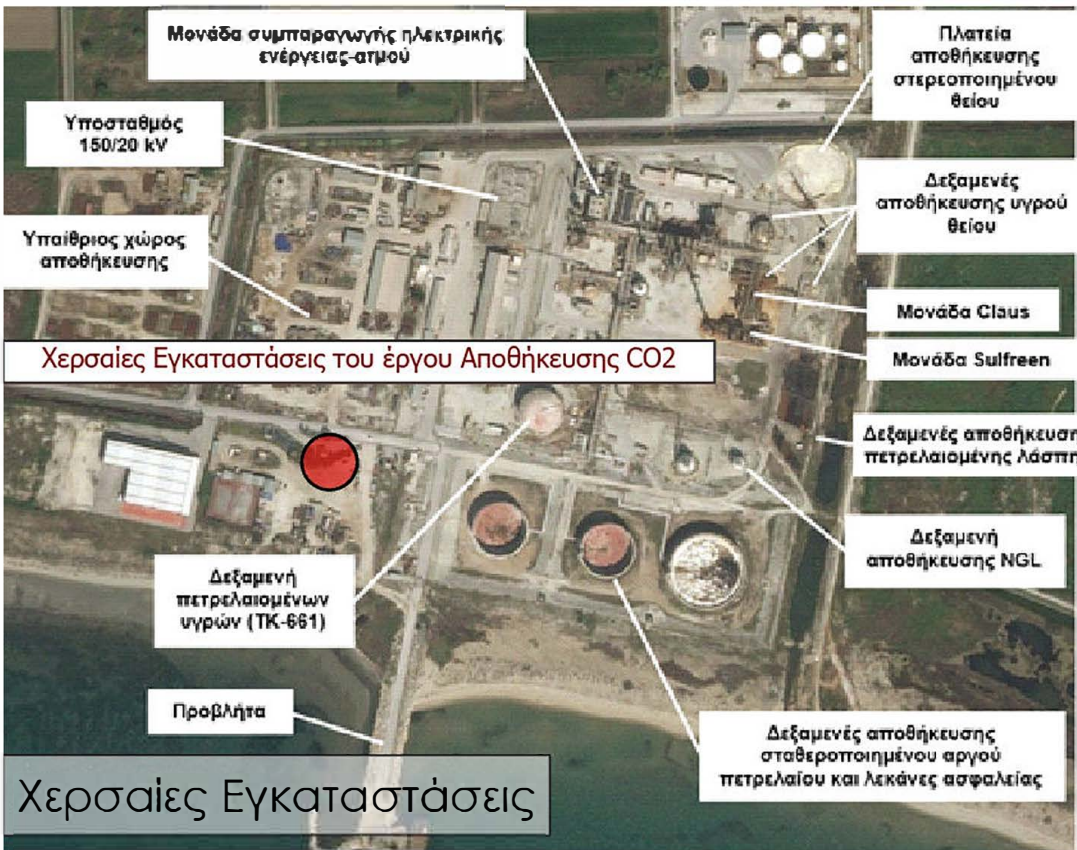 Μονάδα συμπαραγωγής ηλεκτρικής
ενέργειας-ατμού
Πλατεία
αποθήκευσης
στερεοποιημένου
θείου
Υποσταθμός
150/20 kV
Δεξαμενές
αποθήκευσης υγρού
θείου
Υπαίθριος χώρος
αποθήκευσης
Μονάδα Claus
Χερσαίες Εγκαταστάσεις του έργου Αποθήκευσης CO2
Μονάδα Sulfreen
Δεξαμενές αποθήκευση
πετρελαιομένης λάσπη
Δεξαμενή
αποθήκευσης NGL
Δεξαμενή
πετρελαιομένων
υγρών (ΤΚ-661)
Προβλήτα
Δεξαμενές αποθήκευσης
σταθεροποιημένου αργού
πετρελαίου και λεκάνες ασφαλείας
Χερσαίες Εγκαταστάσεις